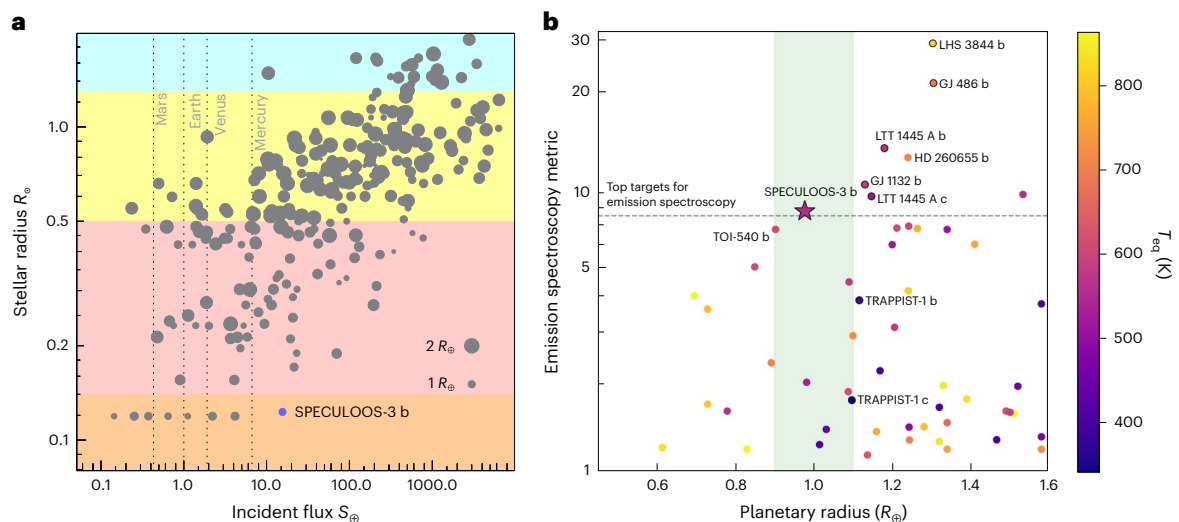 a
Stellar radius R⊙
1.0
0.5
0.2
0.1
Mars
Earth
Venus
Mercury
2 R⊕
1 R⊕
SPECULOOS-3 b
0.1
1.0
10.0
100.0
1000.0
Incident flux S⊕
b
Emission spectroscopy metric
30
20
10
5
1
LHS 3844 b
GJ 486 b
LTT 1445 A b
HD 260655 b
GJ 1132 b
SPECULOOS-3 b
LTT 1445 A c
Top targets for
emission spectroscopy
TOI-540 b
TRAPPIST-1 b
TRAPPIST-1 c
0.6
0.8
1.0
1.2
1.4
1.6
Planetary radius (R⊕)
800
700
600
500
400
Teq (K)